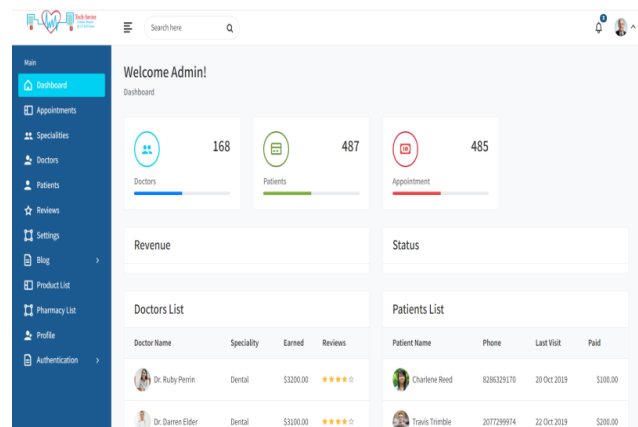 Tech-Savies
Search here
3
Main
Dashboard
Appointments
Specialities
Doctors
Patients
Reviews
Settings
Blog
Product List
Pharmacy List
Profile
Authentication
Welcome Admin!
Dashboard
168
Doctors
487
Patients
485
Appointment
Revenue
Status
Doctors List
Doctor Name Speciality Earned Reviews
Dr. Ruby Perrin Dental $3200.00
Dr. Darren Elder Dental $3100.00
Patients List
Patient Name Phone Last Visit Paid
Charlene Reed 8286329170 20 Oct 2019 $100.00
Travis Trimble 2077299974 22 Oct 2019 $200.00